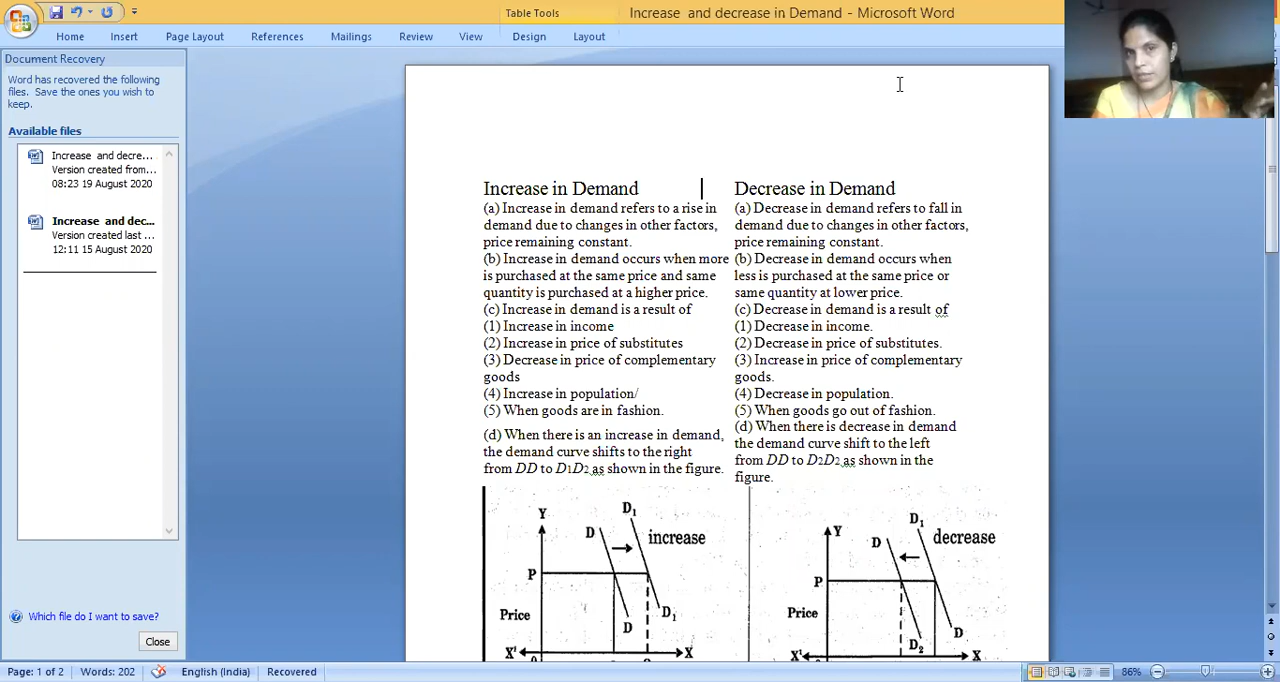 Table Tools
Increase and decrease in Demand - Microsoft Word
Home Insert Page Layout References Mailings Review View Design Layout
Document Recovery
Word has recovered the following
files. Save the ones you wish to
keep.
Available files
Increase and decre...
Version created from...
08:23 19 August 2020
Increase and dec...
Version created last ...
12:11 15 August 2020
Which file do I want to save?
Close
Increase in Demand
(a) Increase in demand refers to a rise in
demand due to changes in other factors,
price remaining constant.
(b) Increase in demand occurs when more
is purchased at the same price and same
quantity is purchased at a higher price.
(c) Increase in demand is a result of
(1) Increase in income
(2) Increase in price of substitutes
(3) Decrease in price of complementary
goods
(4) Increase in population/
(5) When goods are in fashion.
(d) When there is an increase in demand,
the demand curve shifts to the right
from DD to D1D2 as shown in the figure.
Decrease in Demand
(a) Decrease in demand refers to fall in
demand due to changes in other factors,
price remaining constant.
(b) Decrease in demand occurs when
less is purchased at the same price or
same quantity at lower price.
(c) Decrease in demand is a result of
(1) Decrease in income.
(2) Decrease in price of substitutes.
(3) Increase in price of complementary
goods.
(4) Decrease in population.
(5) When goods go out of fashion.
(d) When there is decrease in demand
the demand curve shift to the left
from DD to D2D2 as shown in the
figure.
Y
D1
D
increase
P
Price
D1
D
X'
X
Y
D1
D
decrease
P
Price
D
D2
X'
X
Page: 1 of 2 Words: 202 English (India) Recovered 86%